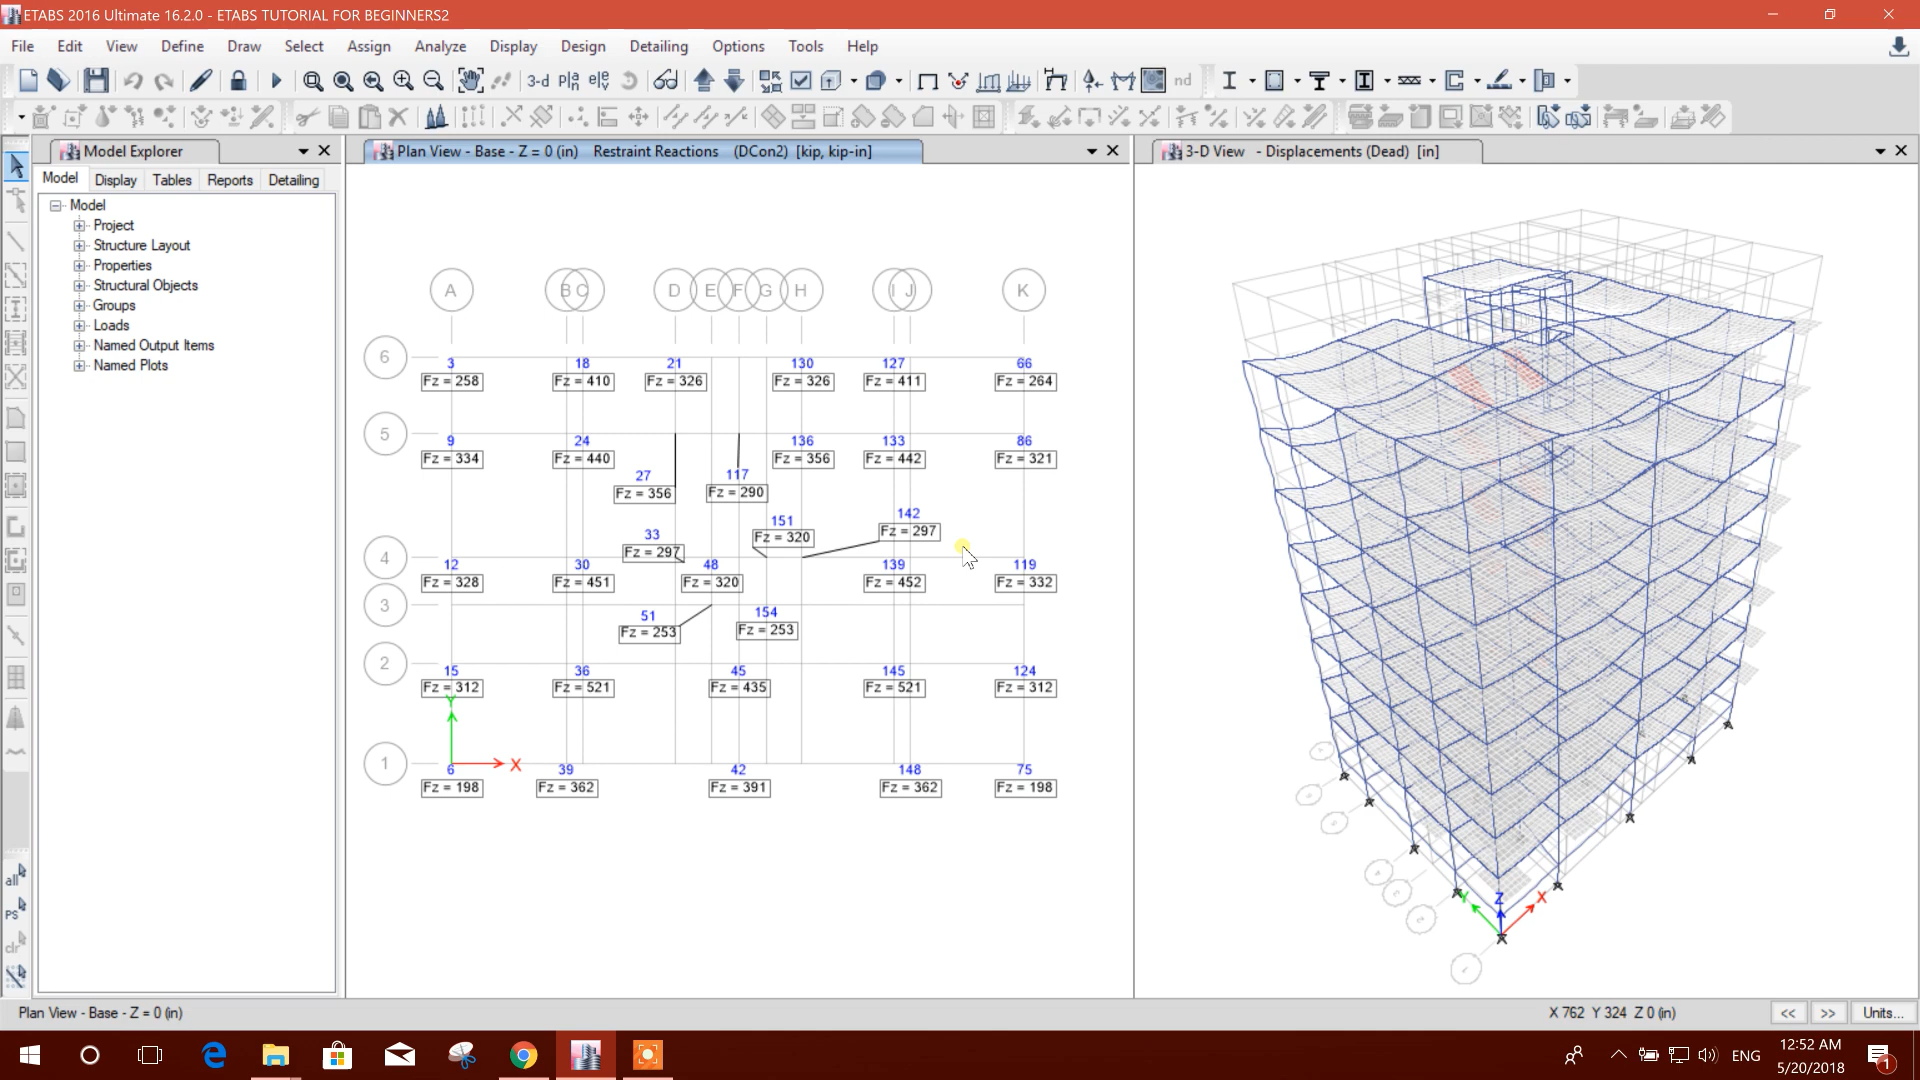 ETABS 2016 Ultimate 16.2.0 - ETABS TUTORIAL FOR BEGINNERS2
File Edit View Define Draw Select Assign Analyze Display Design Detailing Options Tools Help
3-d nd
Model Explorer
Plan View - Base - Z = 0 (in) Restraint Reactions (DCon2) [kip, kip-in]
3-D View - Displacements (Dead) [in]
Model Display Tables Reports Detailing
Model
Project
Structure Layout
Properties
Structural Objects
Groups
Loads
Named Output Items
Named Plots
A B C D E F G H I J K
6
3 18 21 130 127 66
Fz = 258 Fz = 410 Fz = 326 Fz = 326 Fz = 411 Fz = 264
5
9 24 136 133 86
Fz = 334 Fz = 440 Fz = 356 Fz = 442 Fz = 321
27 117
Fz = 356 Fz = 290
151 142
Fz = 320 Fz = 297
33
Fz = 297
4
12 30 48 139 119
Fz = 328 Fz = 451 Fz = 320 Fz = 452 Fz = 332
3
51 154
Fz = 253 Fz = 253
2
15 36 45 145 124
Fz = 312 Fz = 521 Fz = 435 Fz = 521 Fz = 312
Y
1
X
6 39 42 148 75
Fz = 198 Fz = 362 Fz = 391 Fz = 362 Fz = 198
Y Z X
all
PS
clr
Plan View - Base - Z = 0 (in)
X 762 Y 324 Z 0 (in)
<< >> Units...
ENG
12:52 AM
5/20/2018
1